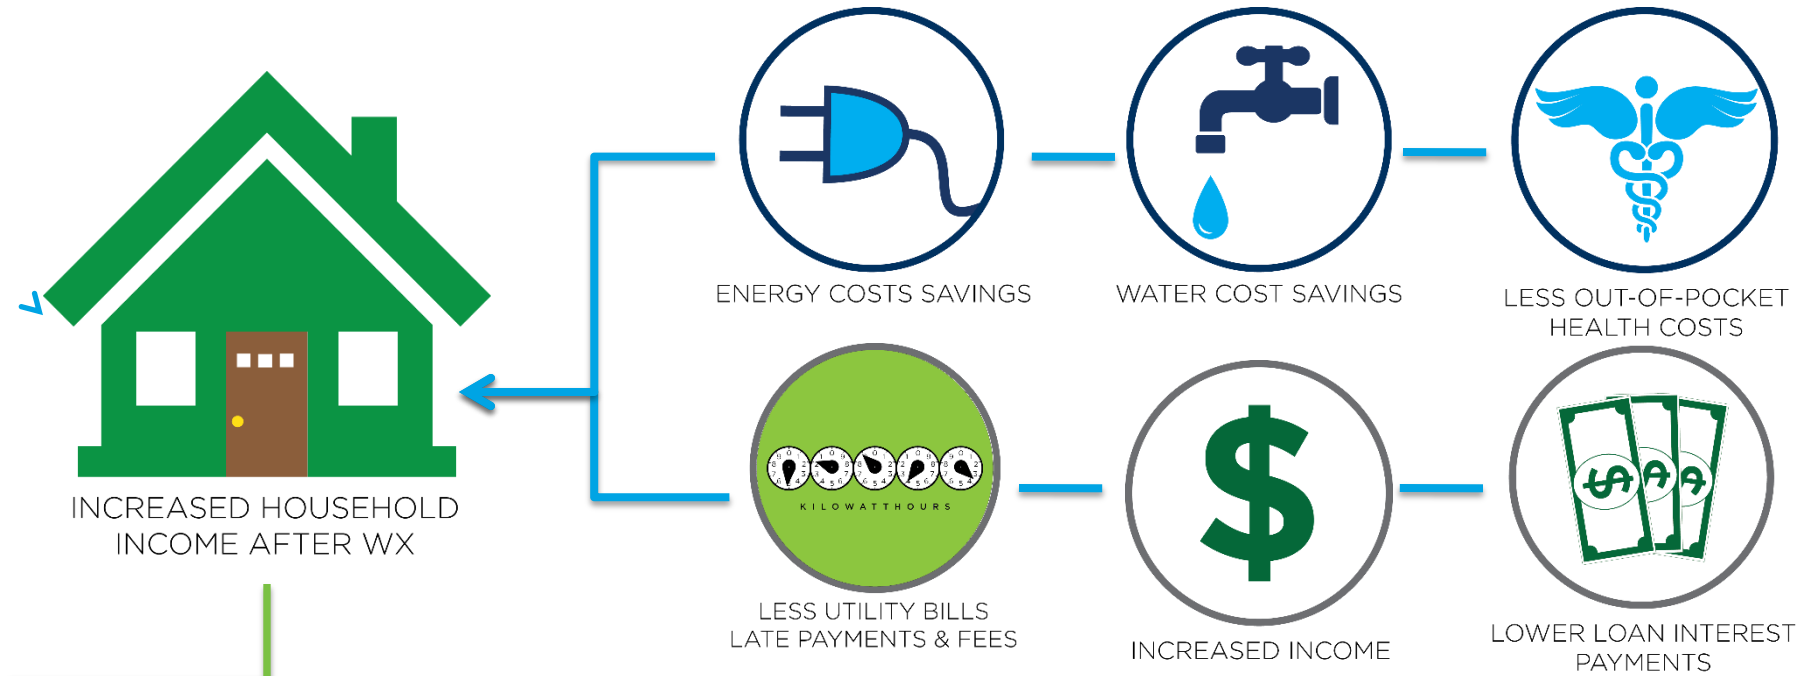 ENERGY COSTS SAVINGS
WATER COST SAVINGS
LESS OUT-OF-POCKET
HEALTH COSTS
INCREASED HOUSEHOLD
INCOME AFTER WX
KILOWATTHOURS
LESS UTILITY BILLS
LATE PAYMENTS & FEES
$
INCREASED INCOME
LOWER LOAN INTEREST
PAYMENTS